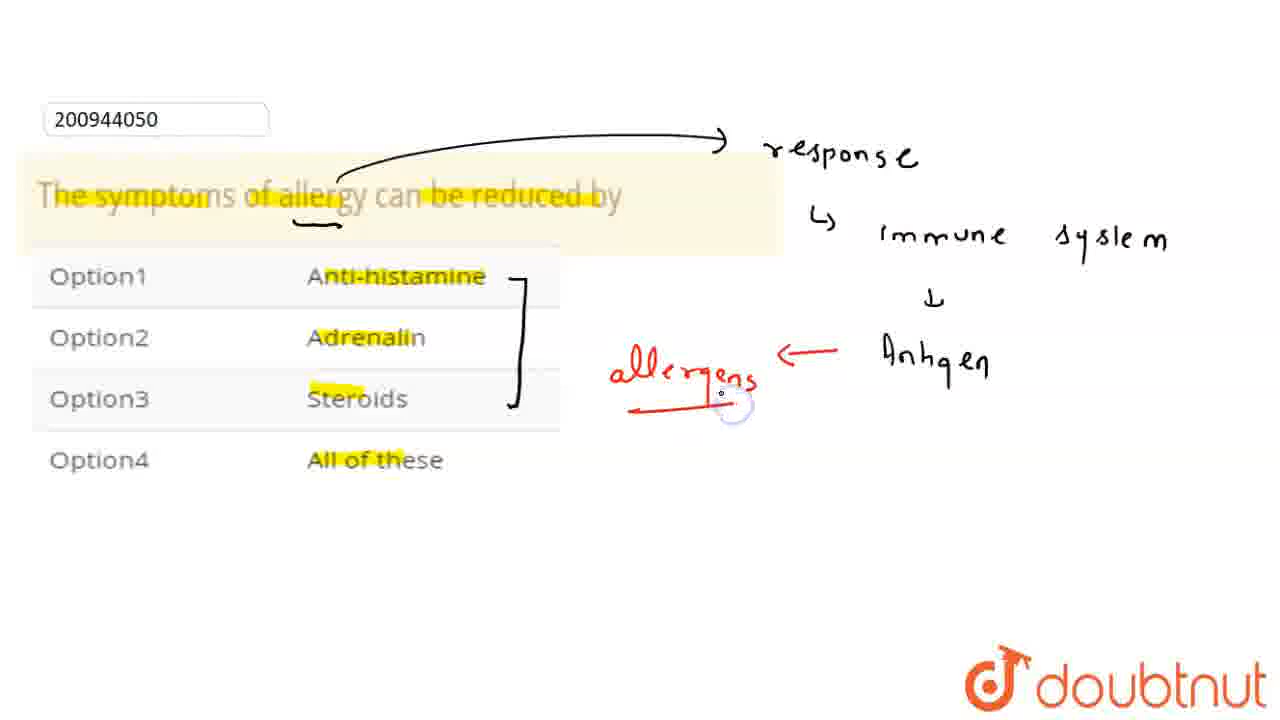 200944050
response
The symptoms of allergy can be reduced by
immune system
Option1 Anti-histamine
Option2 Adrenalin
Antigen
allergens
Option3 Steroids
Option4 All of these
doubtnut